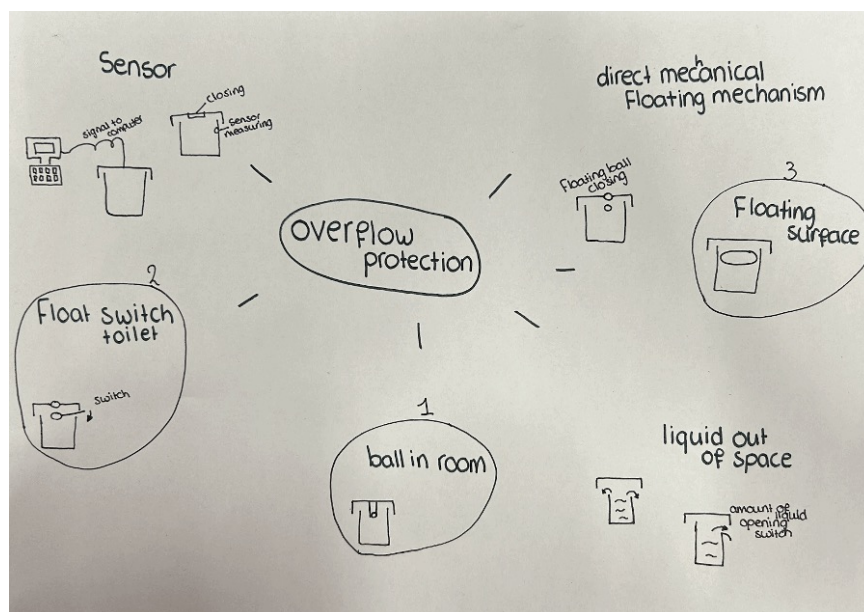 Sensor
closing
sensor
measuring
signal to
computer
direct mechanical
Floating mechanism
Floating ball
closing
3
Floating
surface
overflow
protection
2
Float switch
toilet
switch
1
ball in room
liquid out
of space
amount of
liquid
opening
switch